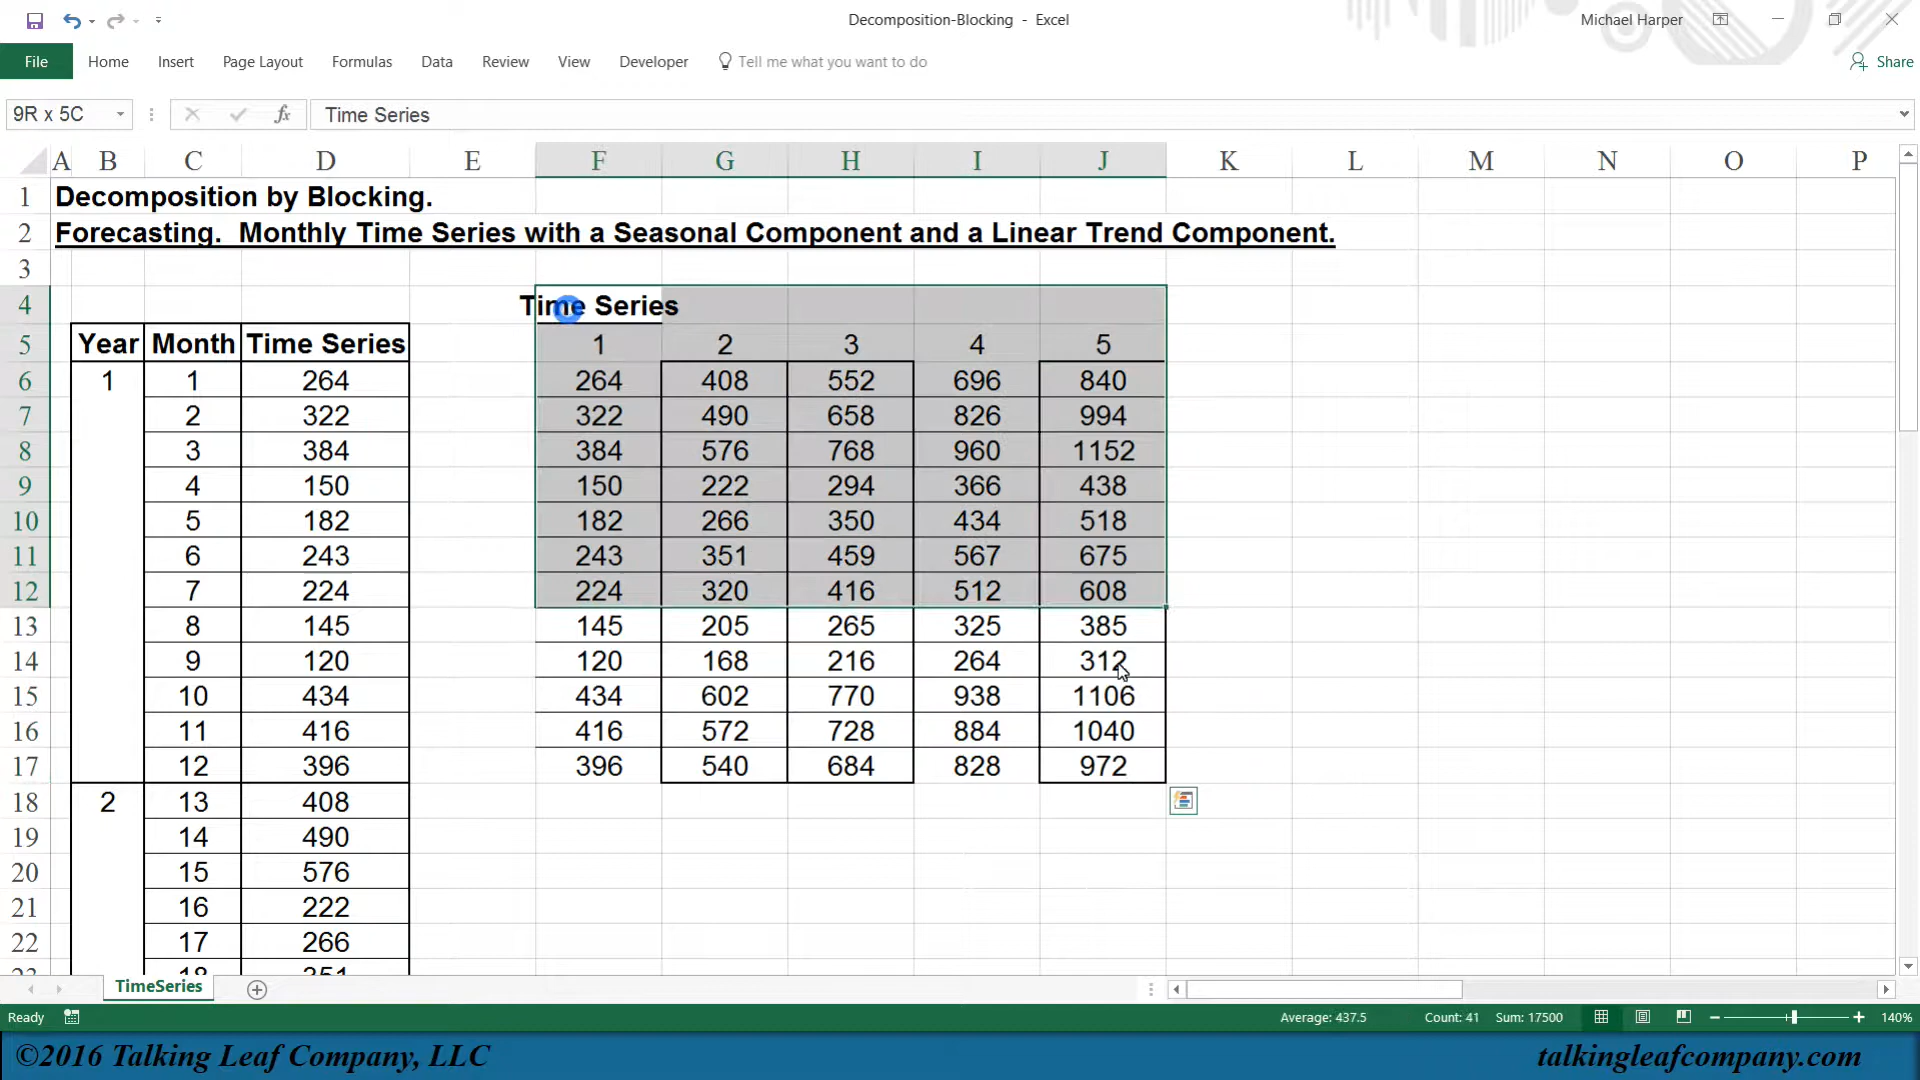 Decomposition-Blocking - Excel
Michael Harper
File Home Insert Page Layout Formulas Data Review View Developer Tell me what you want to do Share
9R x 5C fx Time Series
A B C D E F G H I J K L M N O P
1 Decomposition by Blocking.
2 Forecasting. Monthly Time Series with a Seasonal Component and a Linear Trend Component.
3
4 Time Series
5 Year Month Time Series 1 2 3 4 5
6 1 1 264 264 408 552 696 840
7 2 322 322 490 658 826 994
8 3 384 384 576 768 960 1152
9 4 150 150 222 294 366 438
10 5 182 182 266 350 434 518
11 6 243 243 351 459 567 675
12 7 224 224 320 416 512 608
13 8 145 145 205 265 325 385
14 9 120 120 168 216 264 312
15 10 434 434 602 770 938 1106
16 11 416 416 572 728 884 1040
17 12 396 396 540 684 828 972
18 2 13 408
19 14 490
20 15 576
21 16 222
22 17 266
23 18 351
TimeSeries
Ready Average: 437.5 Count: 41 Sum: 17500 140%
©2016 Talking Leaf Company, LLC
talkingleafcompany.com